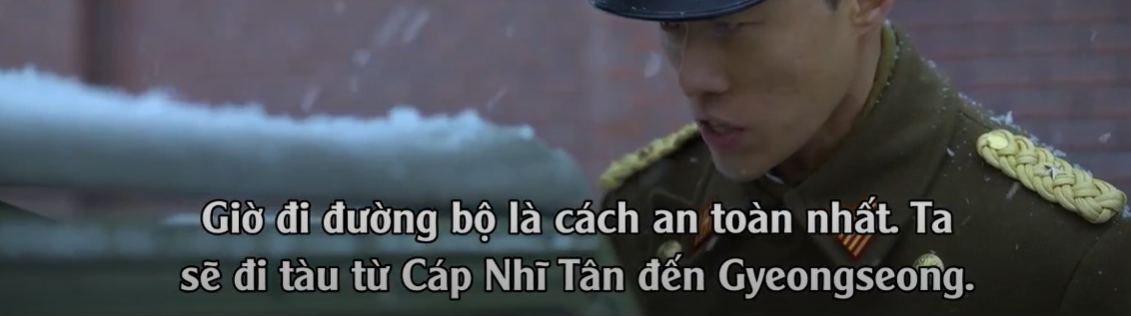 Giờ đi đường bộ là cách an toàn nhất. Ta
sẽ đi tàu từ Cáp Nhĩ Tân đến Gyeongseong.